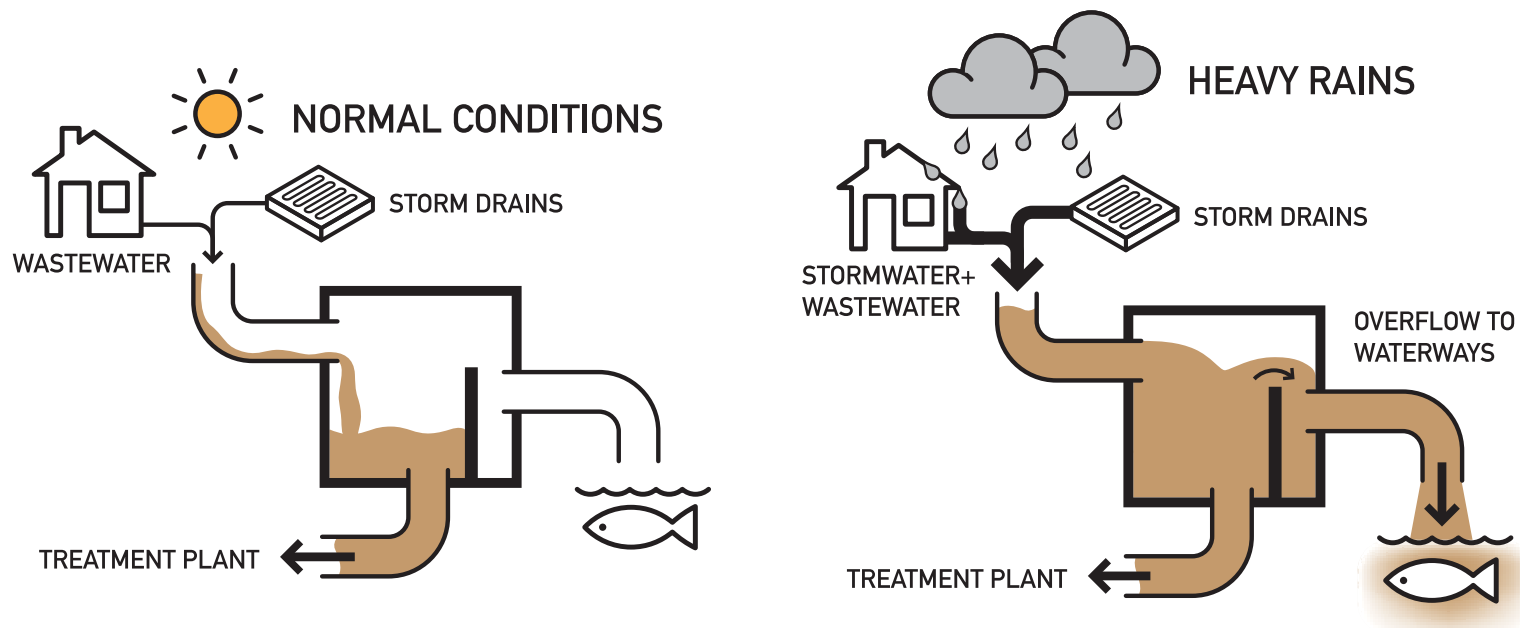 NORMAL CONDITIONS
STORM DRAINS
WASTEWATER
TREATMENT PLANT
HEAVY RAINS
STORM DRAINS
STORMWATER+
WASTEWATER
OVERFLOW TO
WATERWAYS
TREATMENT PLANT